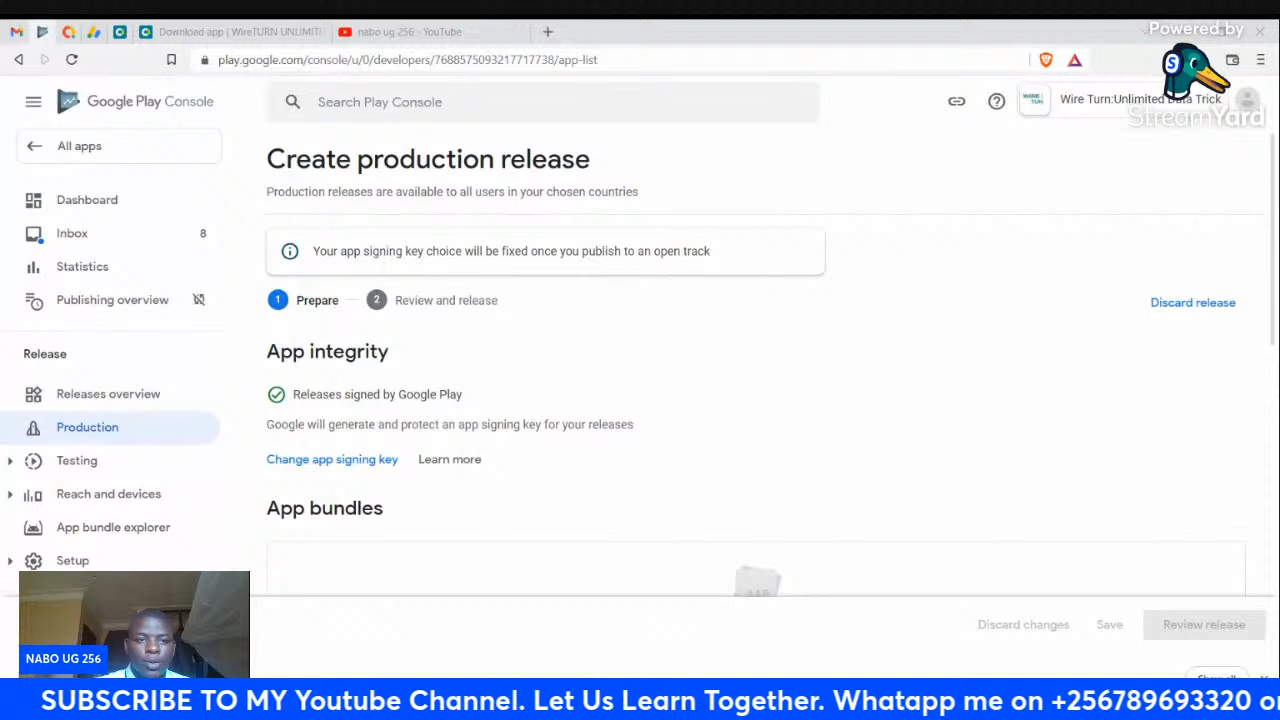 Powered by
StreamYard
Download app | WireTURN UNLIMIT
nabo ug 256 - YouTube
play.google.com/console/u/0/developers/7688575093217717738/app-list
Google Play Console
Search Play Console
WIRE
TUN
Wire Turn:Unlimited Data Trick
All apps
Dashboard
Inbox 8
Statistics
Publishing overview
Release
Releases overview
Production
Testing
Reach and devices
App bundle explorer
Setup
Create production release
Production releases are available to all users in your chosen countries
Your app signing key choice will be fixed once you publish to an open track
1 Prepare
2 Review and release
Discard release
App integrity
Releases signed by Google Play
Google will generate and protect an app signing key for your releases
Change app signing key Learn more
App bundles
Discard changes Save Review release
NABO UG 256
SUBSCRIBE TO MY Youtube Channel. Let Us Learn Together. Whatapp me on +256789693320 o